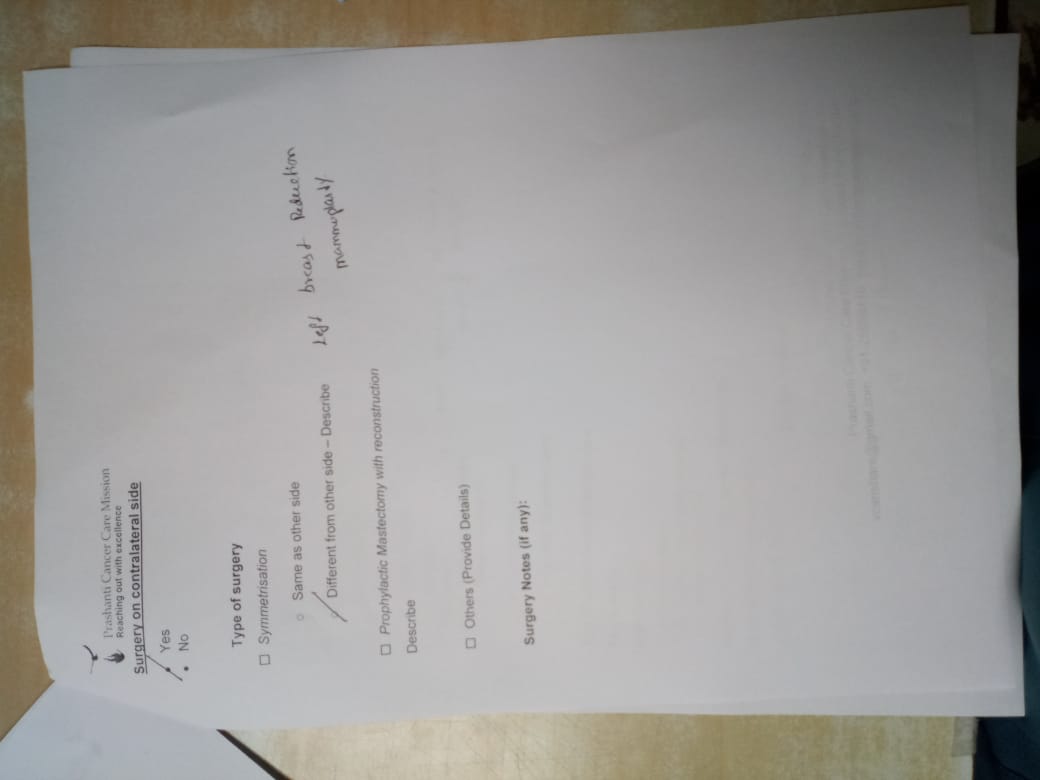 Prashanti Cancer Care Mission
Reaching out with excellence
Surgery on contralateral side
• Yes
• No
Type of surgery
☐ Symmetrisation
○ Same as other side
Different from other side – Describe Left breast Reduction
mammoplasty
☐ Prophylactic Mastectomy with reconstruction
Describe
☐ Others (Provide Details)
Surgery Notes (if any):